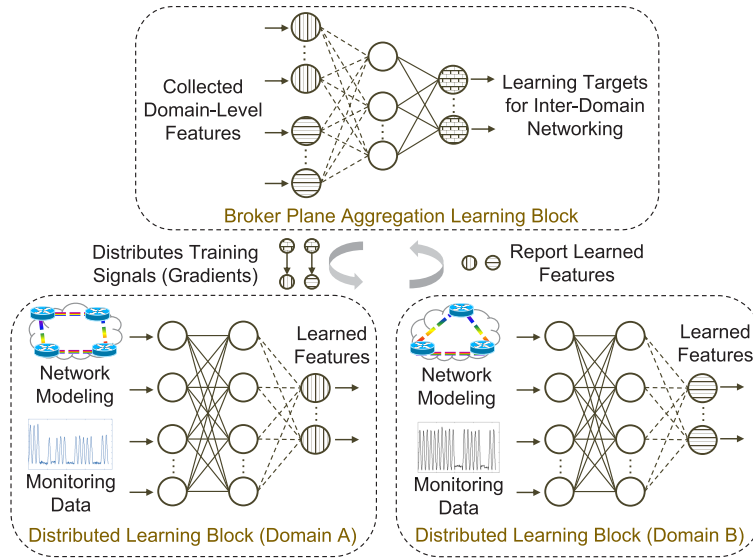 Collected
Domain-Level
Features
Learning Targets
for Inter-Domain
Networking
Broker Plane Aggregation Learning Block
Distributes Training
Signals (Gradients)
Report Learned
Features
Network
Modeling
Monitoring
Data
Learned
Features
Distributed Learning Block (Domain A)
Network
Modeling
Monitoring
Data
Learned
Features
Distributed Learning Block (Domain B)